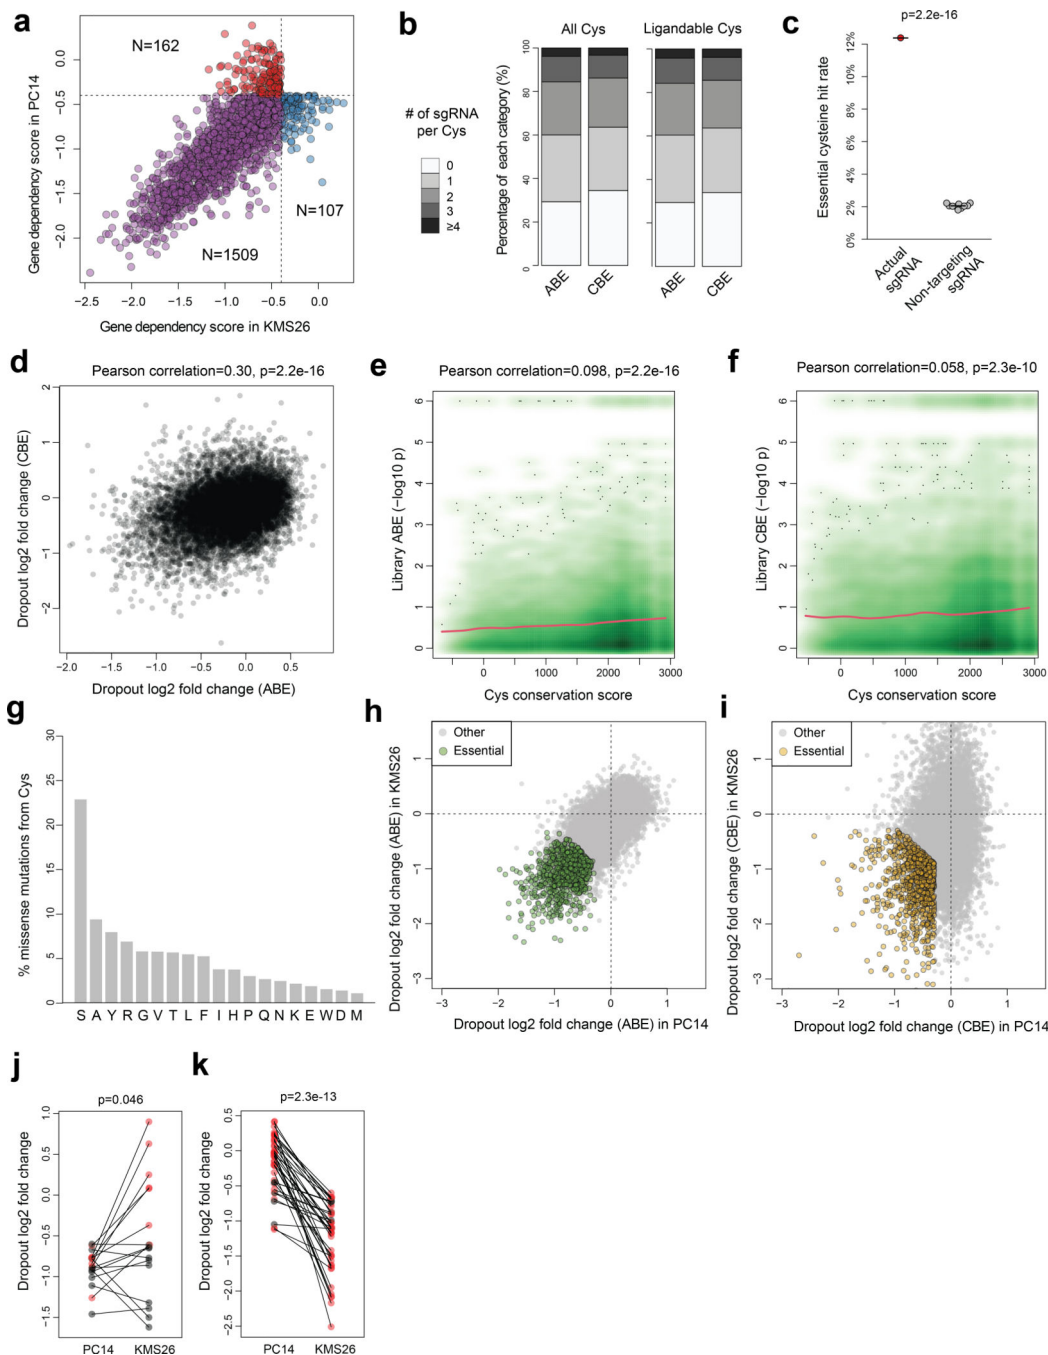 a
N=162
N=1509
N=107
Gene dependency score in PC14
0.0
−0.5
−1.0
−1.5
−2.0
−2.5 −2.0 −1.5 −1.0 −0.5 0.0
Gene dependency score in KMS26
b
All Cys Ligandable Cys
# of sgRNA
per Cys
0
1
2
3
≥4
Percentage of each category (%)
100
80
60
40
20
0
ABE CBE ABE CBE
c
p=2.2e-16
Essential cysteine hit rate
12%
12%
10%
8%
6%
4%
2%
0%
Actual
sgRNA
Non-targeting
sgRNA
d
Pearson correlation=0.30, p=2.2e-16
Dropout log2 fold change (CBE)
2
1
0
−1
−2
−2.0 −1.5 −1.0 −0.5 0.0 0.5
Dropout log2 fold change (ABE)
e
Pearson correlation=0.098, p=2.2e-16
Library ABE (−log10 p)
6
5
4
3
2
1
0
0 1000 2000 3000
Cys conservation score
f
Pearson correlation=0.058, p=2.3e-10
Library CBE (−log10 p)
6
5
4
3
2
1
0
0 1000 2000 3000
Cys conservation score
g
% missense mutations from Cys
30
25
20
15
10
5
0
S A Y R G V T L F I H P Q N K E W D M
h
Other
Essential
Dropout log2 fold change (ABE) in KMS26
1
0
−1
−2
−3
−3 −2 −1 0 1
Dropout log2 fold change (ABE) in PC14
i
Other
Essential
Dropout log2 fold change (CBE) in KMS26
1
0
−1
−2
−3
−3 −2 −1 0 1
Dropout log2 fold change (CBE) in PC14
j
p=0.046
Dropout log2 fold change
1.0
0.5
0.0
−0.5
−1.0
−1.5
PC14 KMS26
k
p=2.3e-13
Dropout log2 fold change
0.5
0.0
−0.5
−1.0
−1.5
−2.0
−2.5
PC14 KMS26